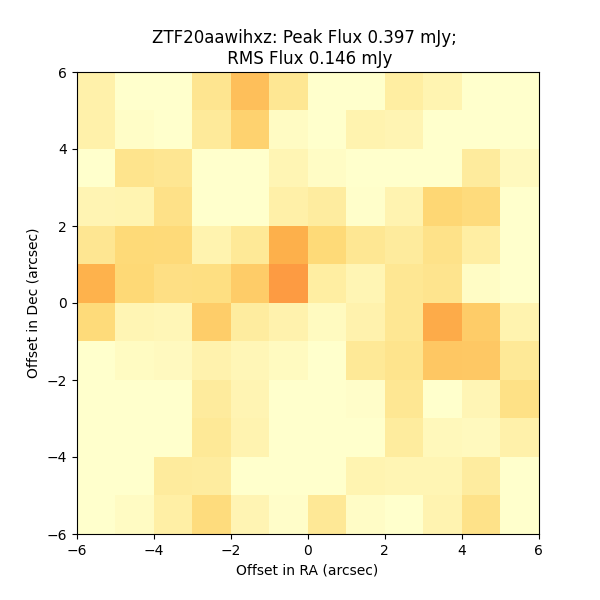 ZTF20aawihxz: Peak Flux 0.397 mJy;
RMS Flux 0.146 mJy
6
4
2
0
−2
−4
−6
Offset in Dec (arcsec)
−6 −4 −2 0 2 4 6
Offset in RA (arcsec)